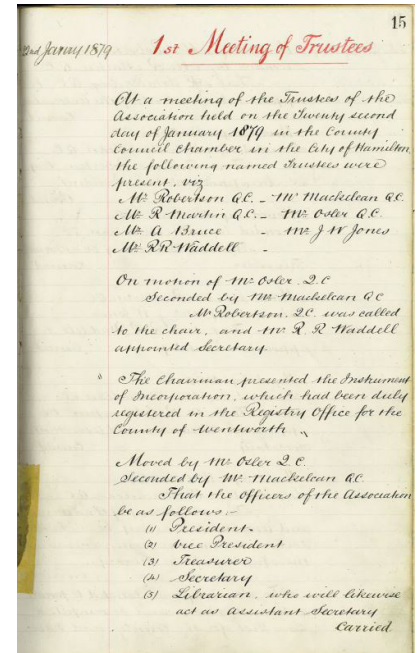 15
22nd January 1879
1st Meeting of Trustees
At a meeting of the Trustees of the
Association held on the Twenty second
day of January 1879 in the County
Council Chamber in the City of Hamilton
the following named Trustees were
present, viz
Mr Robertson Q.C. - Mr Mackelcan Q.C.
Mr R Martin Q.C. - Mr Osler Q.C.
Mr A Bruce - Mr J W Jones
Mr R R Waddell -
On motion of Mr Osler. Q.C
Seconded by Mr Mackelcan Q C
Mr Robertson. Q.C. was called
to the chair, and Mr R R Waddell
appointed Secretary
" The Chairman presented the Instrument
of Incorporation, which had been duly
registered in the Registry Office for the
County of Wentworth
Moved by Mr Osler Q.C.
Seconded by Mr Mackelcan Q.C.
That the Officers of the Association
be as follows :-
(1) President.
(2) Vice President
(3) Treasurer
(4) Secretary
(5) Librarian, who will likewise
act as Assistant Secretary
Carried